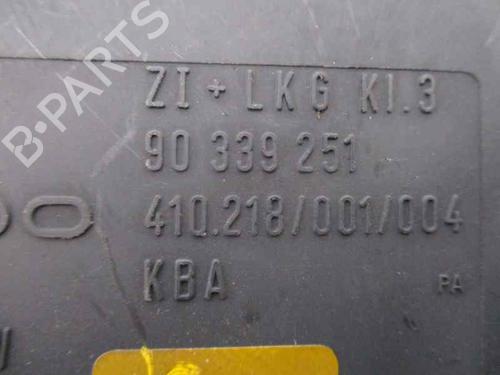 B-PARTS
ZI + LKG Kl.3
90 339 251
410.218/001/004
KBA
PA